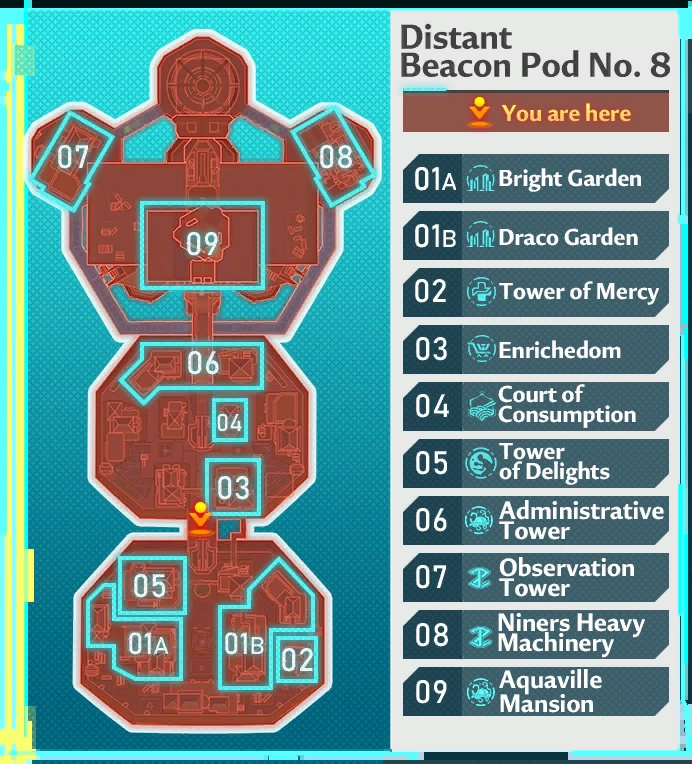 Distant
Beacon Pod No. 8
You are here
01A Bright Garden
01B Draco Garden
02 Tower of Mercy
03 Enrichedom
04 Court of
Consumption
05 Tower
of Delights
06 Administrative
Tower
07 Observation
Tower
08 Niners Heavy
Machinery
09 Aquaville
Mansion
07
08
09
06
04
03
05
01A
01B
02